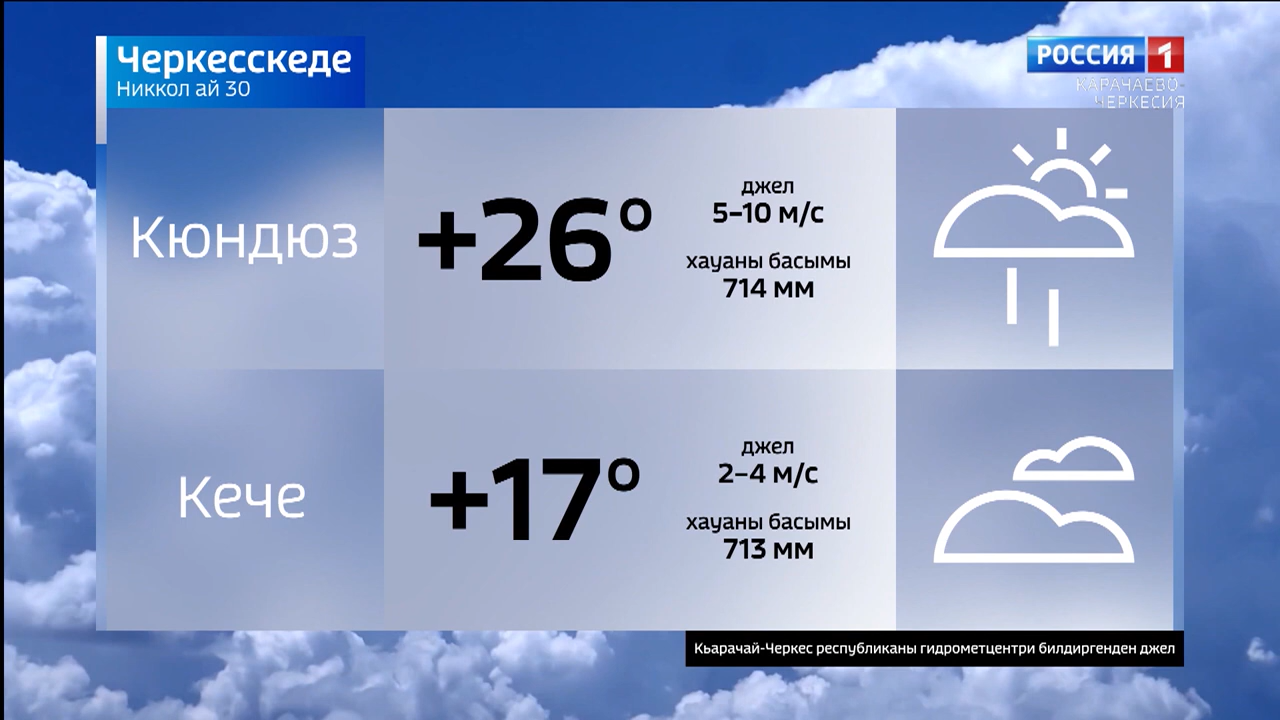 Черкесскеде
Никкол ай 30
РОССИЯ 1
КАРАЧАЕВО-
ЧЕРКЕСИЯ
Кюндюз
+26°
джел
5-10 м/с
хауаны басымы
714 мм
Кече
+17°
джел
2-4 м/с
хауаны басымы
713 мм
Кьарачай-Черкес республиканы гидрометцентри билдиргенден джел